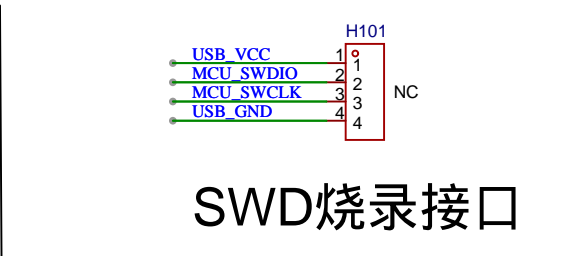 H101
USB_VCC 1 1
MCU_SWDIO 2 2
MCU_SWCLK 3 3 NC
USB_GND 4 4
SWD烧录接口